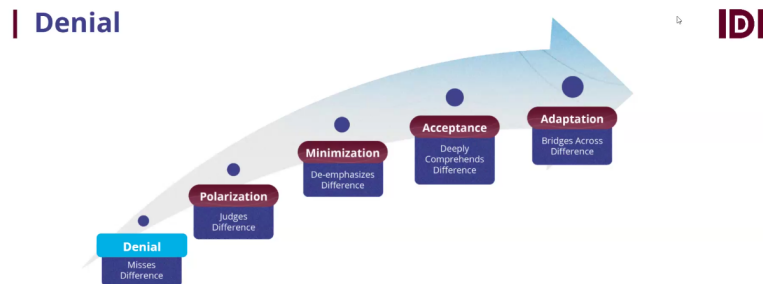 Denial
IDI
Adaptation
Bridges Across
Difference
Acceptance
Deeply
Comprehends
Difference
Minimization
De-emphasizes
Difference
Polarization
Judges
Difference
Denial
Misses
Difference